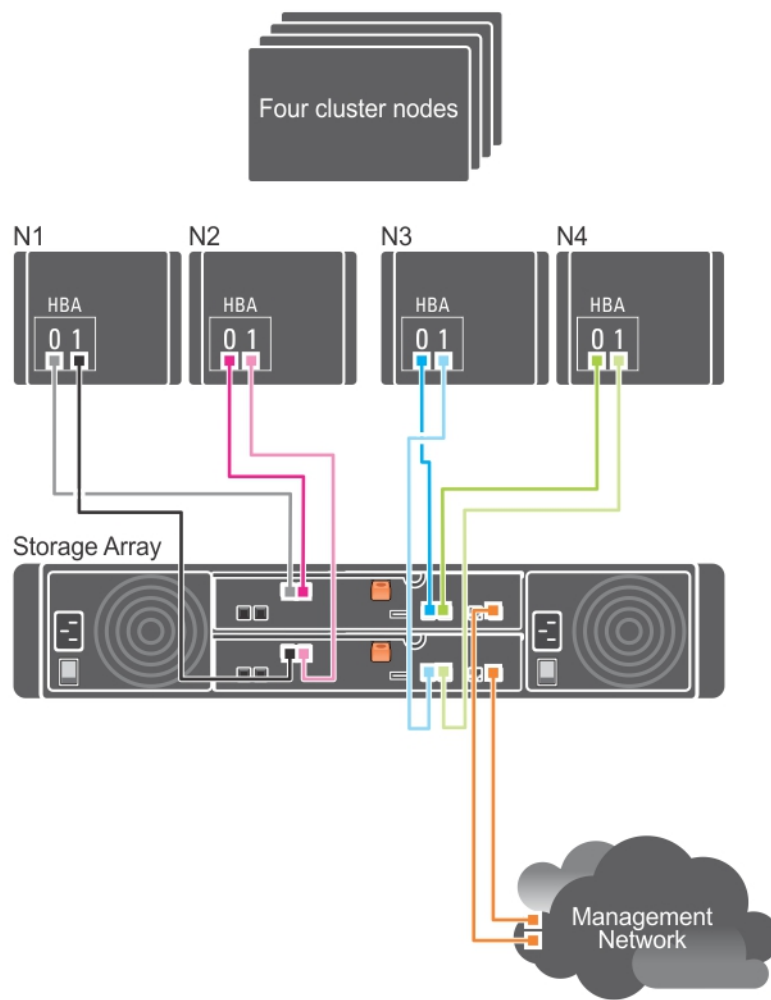 Four cluster nodes
N1
N2
N3
N4
HBA
HBA
HBA
HBA
0 1
0 1
0 1
0 1
Storage Array
Management
Network